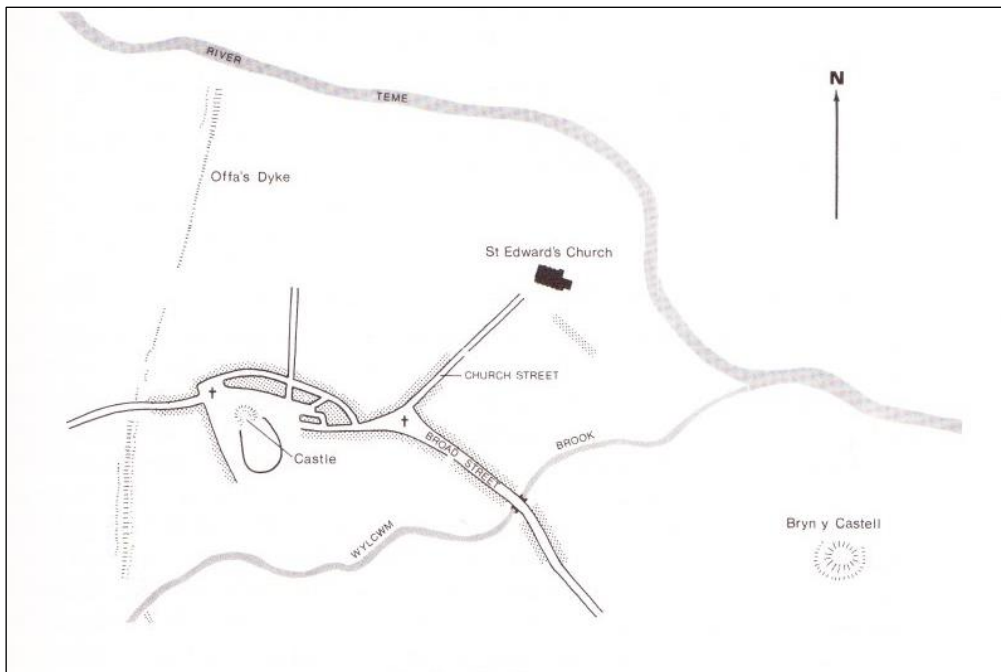 RIVER
TEME
N
Offa's Dyke
St Edward's Church
CHURCH STREET
BROAD STREET
BROOK
Castle
WYLCWM
Bryn y Castell